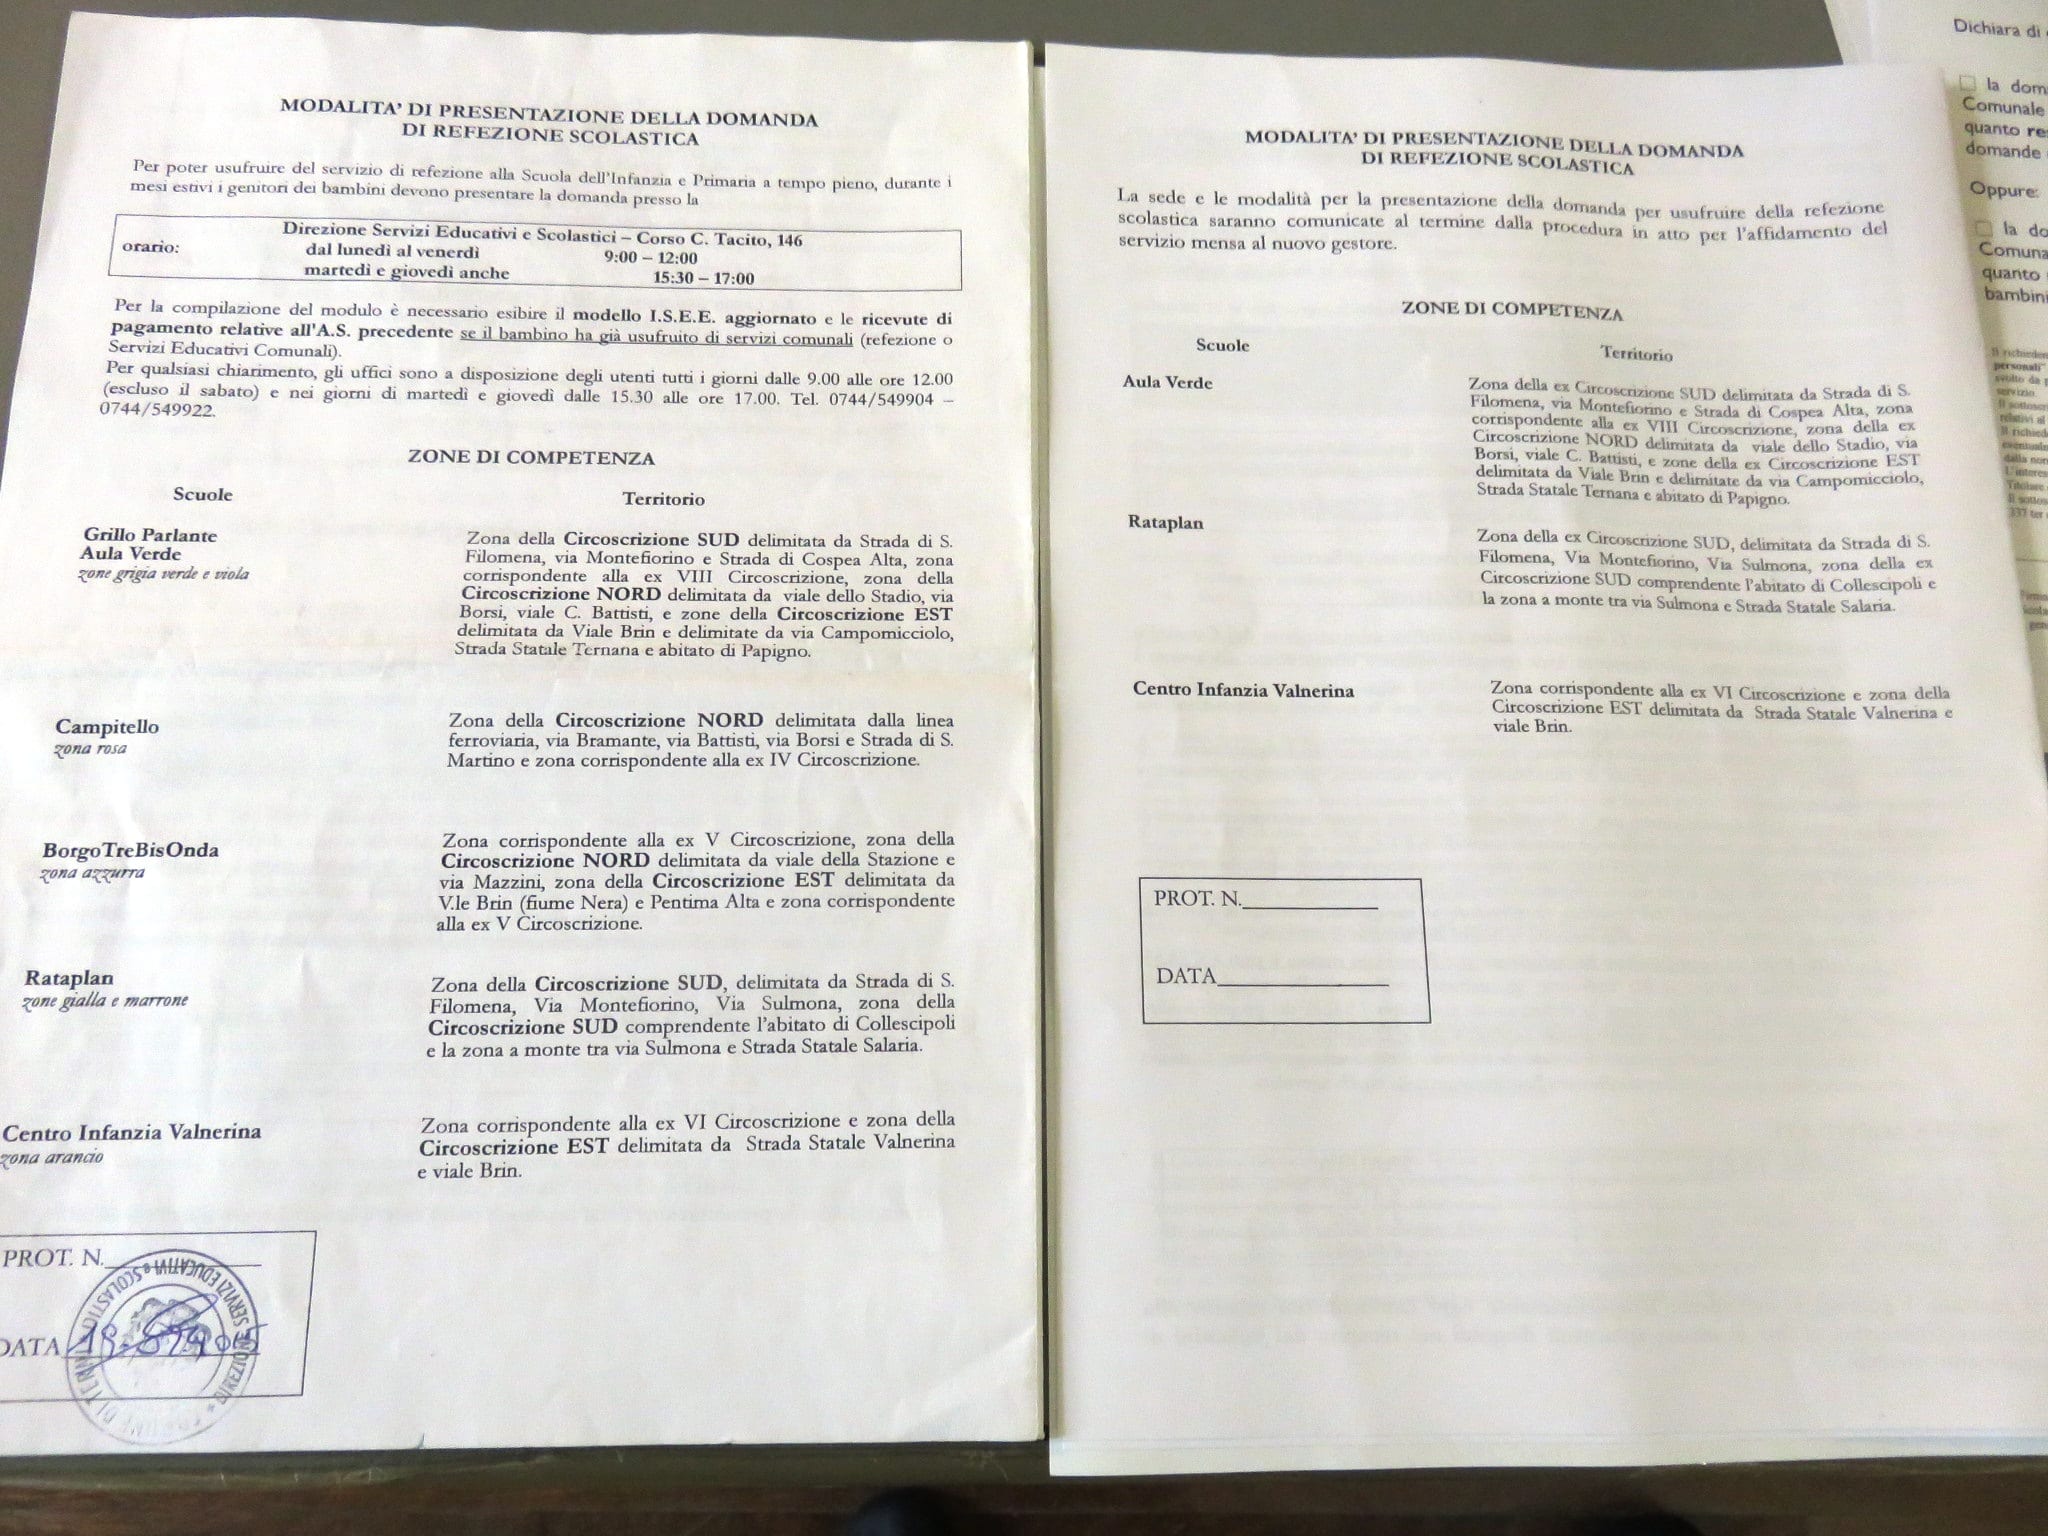 MODALITA' DI PRESENTAZIONE DELLA DOMANDA
DI REFEZIONE SCOLASTICA
Per poter usufruire del servizio di refezione alla Scuola dell'Infanzia e Primaria a tempo pieno, durante i
mesi estivi i genitori dei bambini devono presentare la domanda presso la
Direzione Servizi Educativi e Scolastici – Corso C. Tacito, 146
orario: dal lunedì al venerdì 9:00 – 12:00
martedì e giovedì anche 15:30 – 17:00
Per la compilazione del modulo è necessario esibire il modello I.S.E.E. aggiornato e le ricevute di
pagamento relative all'A.S. precedente se il bambino ha già usufruito di servizi comunali (refezione o
Servizi Educativi Comunali).
Per qualsiasi chiarimento, gli uffici sono a disposizione degli utenti tutti i giorni dalle 9.00 alle ore 12.00
(escluso il sabato) e nei giorni di martedì e giovedì dalle 15.30 alle ore 17.00. Tel. 0744/549904 –
0744/549922.
ZONE DI COMPETENZA
Scuole Territorio
Grillo Parlante
Aula Verde
zone grigia verde e viola
Zona della Circoscrizione SUD delimitata da Strada di S.
Filomena, via Montefiorino e Strada di Cospea Alta, zona
corrispondente alla ex VIII Circoscrizione, zona della
Circoscrizione NORD delimitata da viale dello Stadio, via
Borsi, viale C. Battisti, e zone della Circoscrizione EST
delimitata da Viale Brin e delimitate da via Campomicciolo,
Strada Statale Ternana e abitato di Papigno.
Campitello
zona rosa
Zona della Circoscrizione NORD delimitata dalla linea
ferroviaria, via Bramante, via Battisti, via Borsi e Strada di S.
Martino e zona corrispondente alla ex IV Circoscrizione.
BorgoTreBisOnda
zona azzurra
Zona corrispondente alla ex V Circoscrizione, zona della
Circoscrizione NORD delimitata da viale della Stazione e
via Mazzini, zona della Circoscrizione EST delimitata da
V.le Brin (fiume Nera) e Pentima Alta e zona corrispondente
alla ex V Circoscrizione.
Rataplan
zone gialla e marrone
Zona della Circoscrizione SUD, delimitata da Strada di S.
Filomena, Via Montefiorino, Via Sulmona, zona della
Circoscrizione SUD comprendente l'abitato di Collescipoli
e la zona a monte tra via Sulmona e Strada Statale Salaria.
Centro Infanzia Valnerina
zona arancio
Zona corrispondente alla ex VI Circoscrizione e zona della
Circoscrizione EST delimitata da Strada Statale Valnerina
e viale Brin.
PROT. N.
DATA
DIREZIONE SERVIZI EDUCATIVI e SCOLASTICI
MODALITA' DI PRESENTAZIONE DELLA DOMANDA
DI REFEZIONE SCOLASTICA
La sede e le modalità per la presentazione della domanda per usufruire della refezione
scolastica saranno comunicate al termine dalla procedura in atto per l'affidamento del
servizio mensa al nuovo gestore.
ZONE DI COMPETENZA
Scuole Territorio
Aula Verde
Zona della ex Circoscrizione SUD delimitata da Strada di S.
Filomena, via Montefiorino e Strada di Cospea Alta, zona
corrispondente alla ex VIII Circoscrizione, zona della ex
Circoscrizione NORD delimitata da viale dello Stadio, via
Borsi, viale C. Battisti, e zone della ex Circoscrizione EST
delimitata da Viale Brin e delimitate da via Campomicciolo,
Strada Statale Ternana e abitato di Papigno.
Rataplan
Zona della ex Circoscrizione SUD, delimitata da Strada di S.
Filomena, Via Montefiorino, Via Sulmona, zona della ex
Circoscrizione SUD comprendente l'abitato di Collescipoli e
la zona a monte tra via Sulmona e Strada Statale Salaria.
Centro Infanzia Valnerina
Zona corrispondente alla ex VI Circoscrizione e zona della
Circoscrizione EST delimitata da Strada Statale Valnerina e
viale Brin.
PROT. N.
DATA
Dichiara di
la dom
Comunale
quanto re
domande
Oppure:
la do
Comuna
quanto
bambini